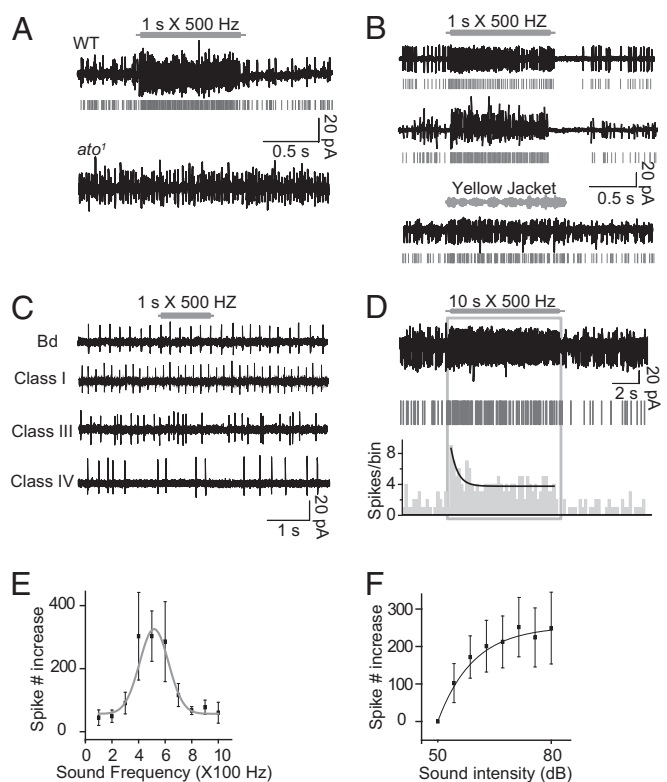 A
1 s X 500 Hz
WT
20 pA
0.5 s
ato¹
B
1 s X 500 HZ
20 pA
0.5 s
Yellow Jacket
C
1 s X 500 HZ
Bd
Class I
Class III
Class IV
20 pA
1 s
D
10 s X 500 HZ
20 pA
2 s
Spikes/bin
8
4
0
E
Spike # increase
400
200
0
0 2 4 6 8 10
Sound Frequency (X100 Hz)
F
Spike # increase
300
200
100
0
50 80
Sound intensity (dB)